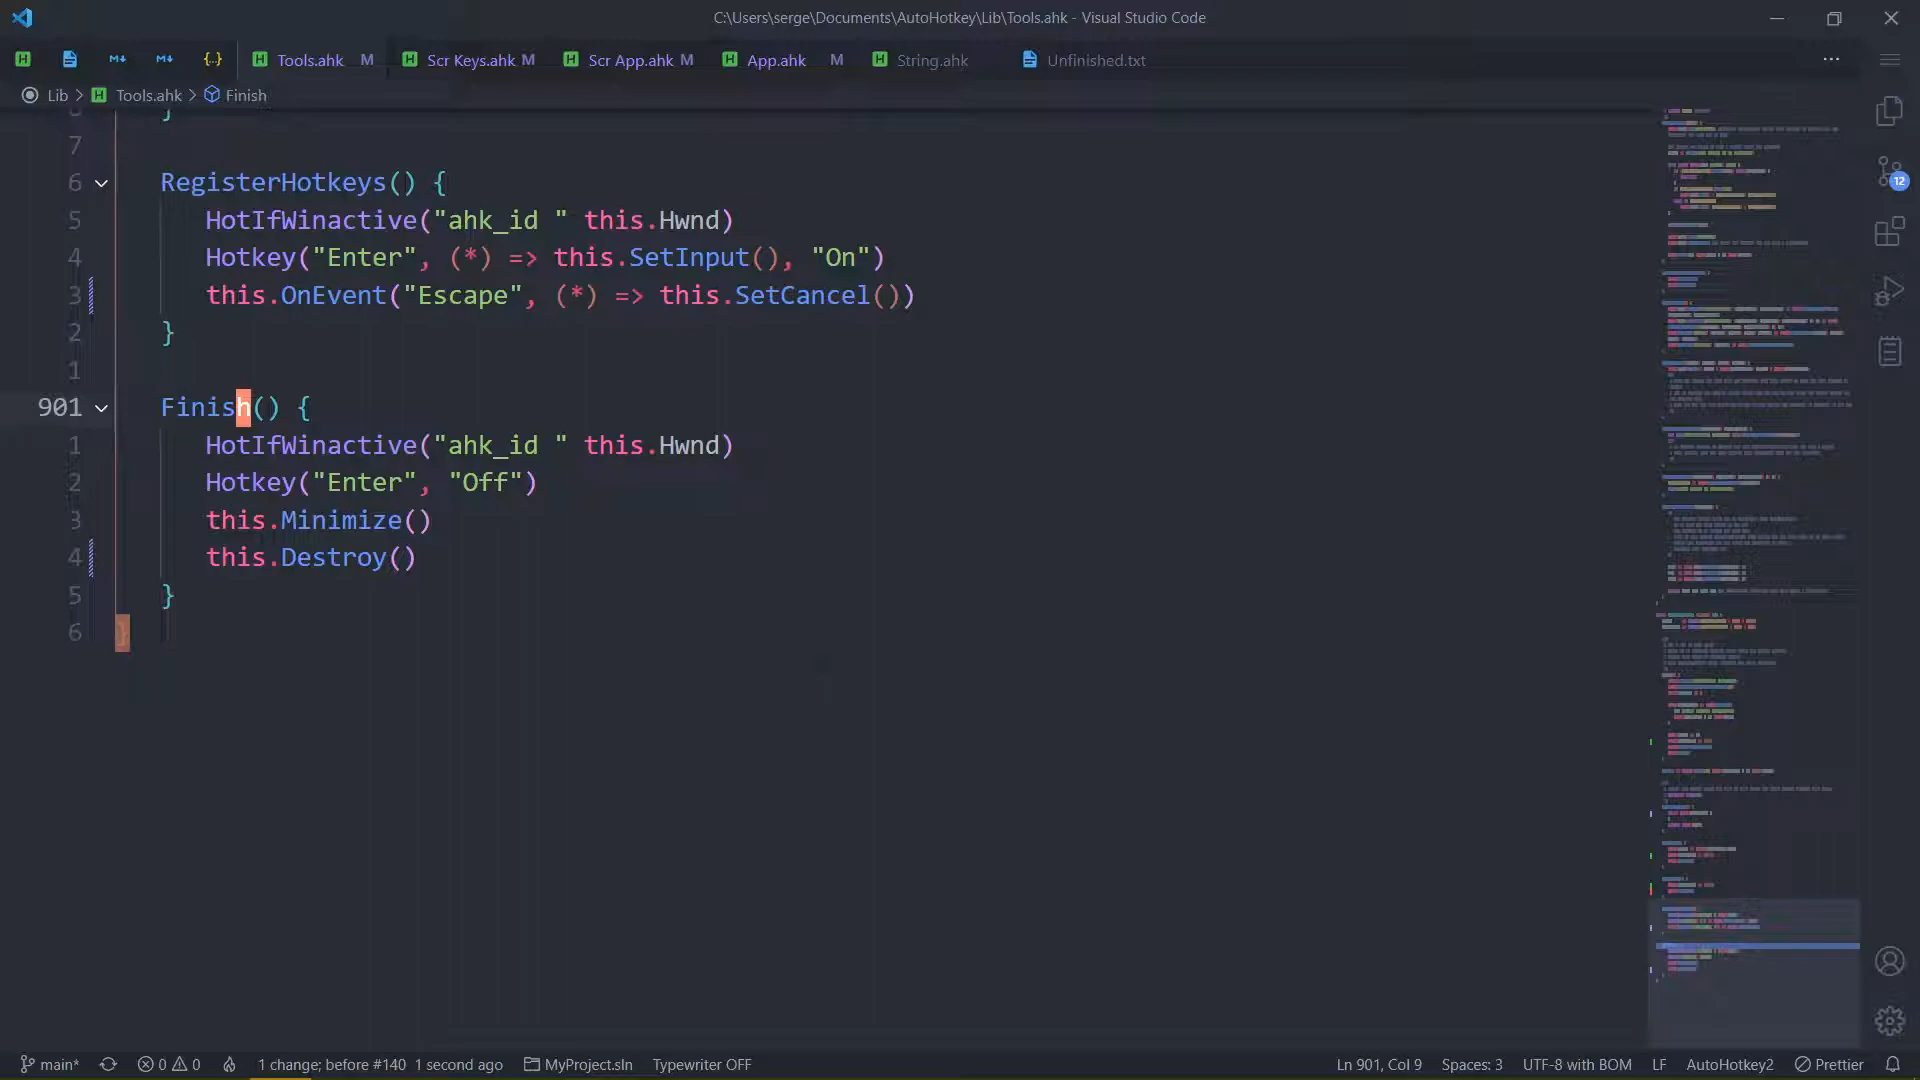 C:\Users\serge\Documents\AutoHotkey\Lib\Tools.ahk - Visual Studio Code
Tools.ahk M Scr Keys.ahk M Scr App.ahk M App.ahk M String.ahk Unfinished.txt ...
Lib > Tools.ahk > Finish
8 }
7
6 RegisterHotkeys() {
5 HotIfWinactive("ahk_id " this.Hwnd)
4 Hotkey("Enter", (*) => this.SetInput(), "On")
3 this.OnEvent("Escape", (*) => this.SetCancel())
2 }
1
901 Finish() {
1 HotIfWinactive("ahk_id " this.Hwnd)
2 Hotkey("Enter", "Off")
3 this.Minimize()
4 this.Destroy()
5 }
6 }
12
main* 0 0 1 change; before #140 1 second ago MyProject.sln Typewriter OFF Ln 901, Col 9 Spaces: 3 UTF-8 with BOM LF AutoHotkey2 Prettier